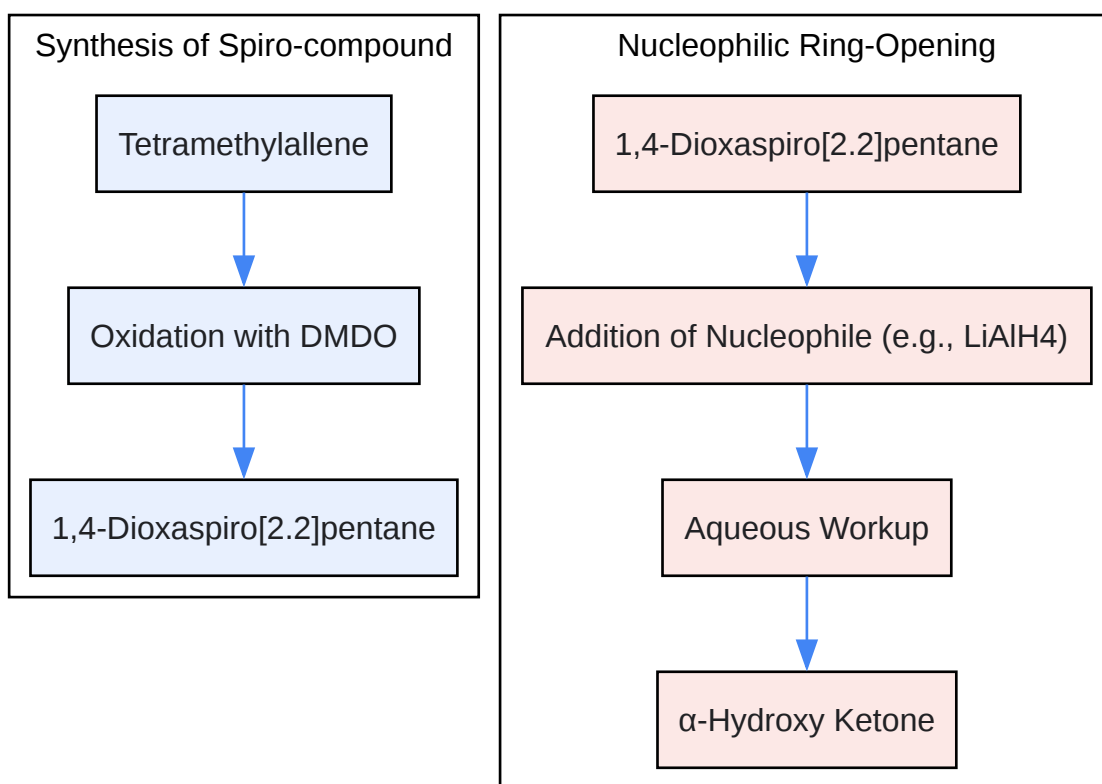 Synthesis of Spiro-compound
Tetramethylallene
Oxidation with DMDO
1,4-Dioxaspiro[2.2]pentane
Nucleophilic Ring-Opening
1,4-Dioxaspiro[2.2]pentane
Addition of Nucleophile (e.g., LiAlH4)
Aqueous Workup
α-Hydroxy Ketone